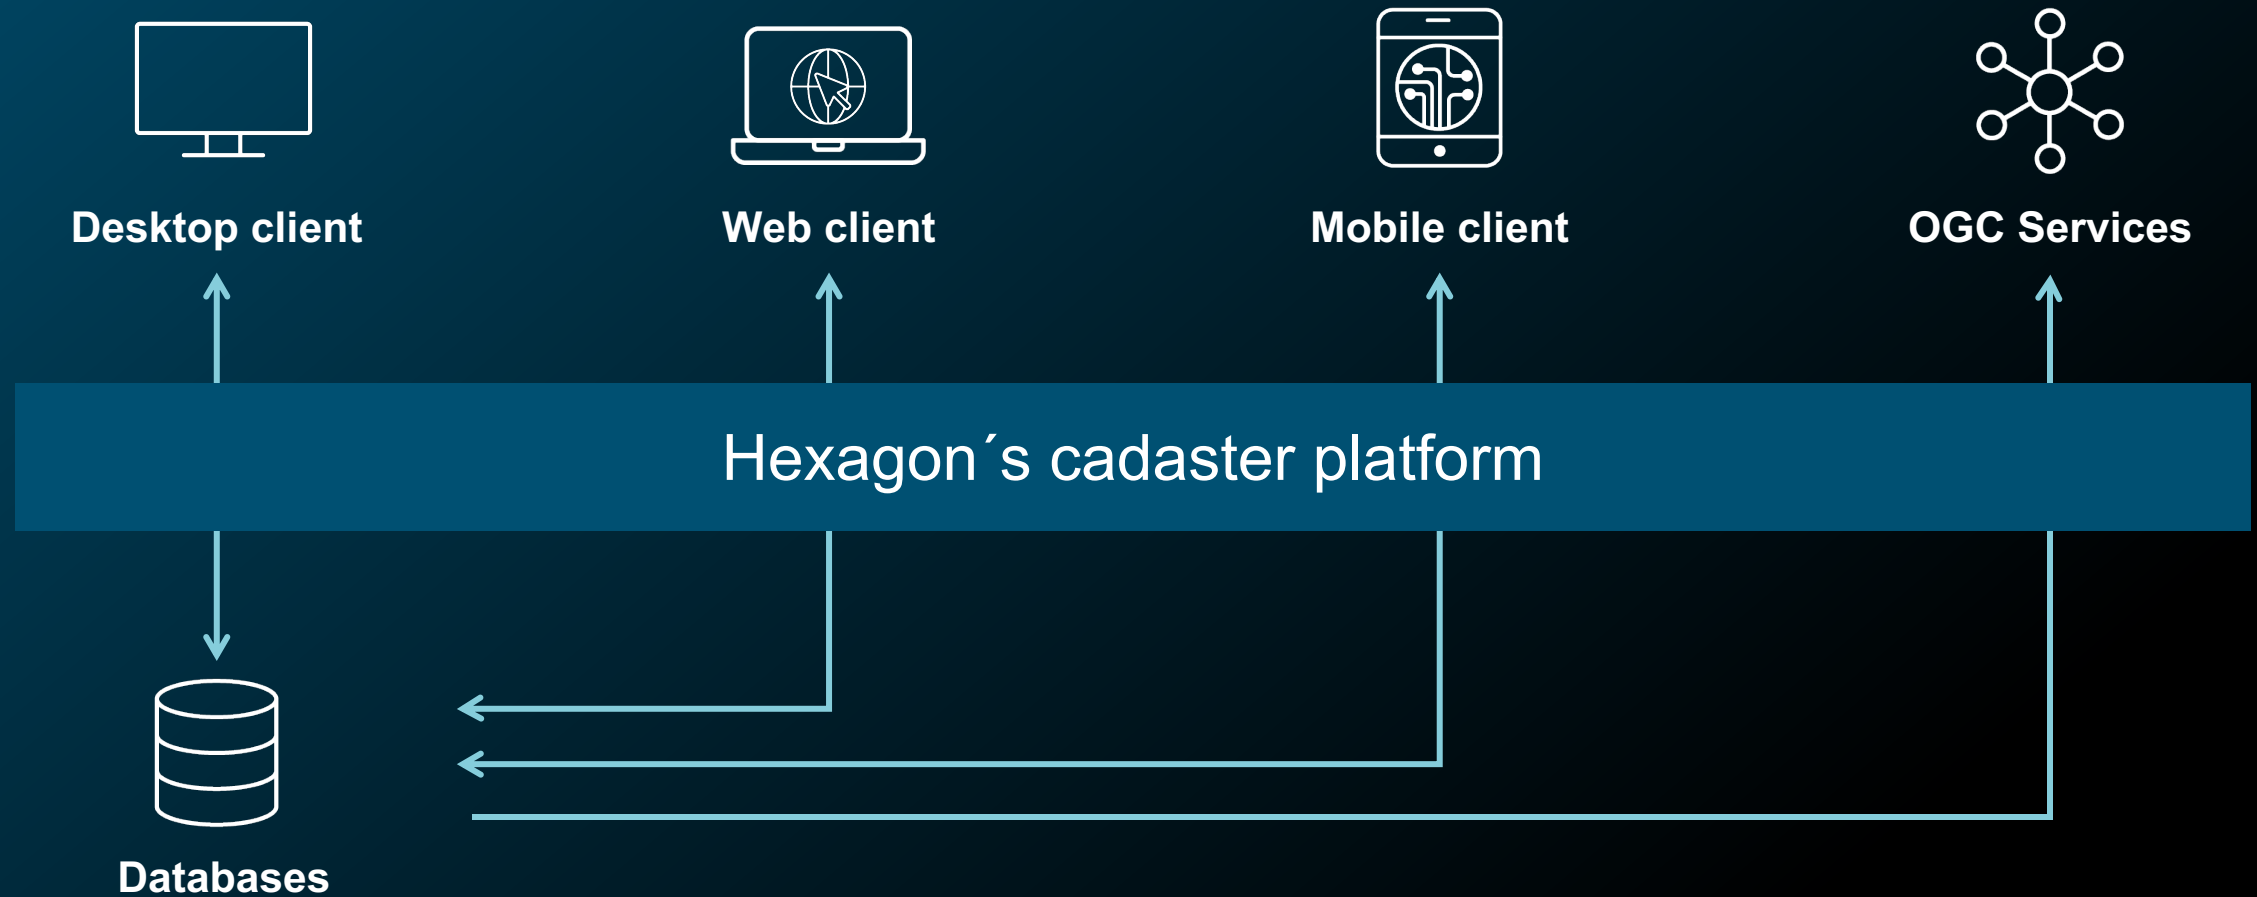 Desktop client
Web client
Mobile client
OGC Services
Hexagon´s cadaster platform
Databases